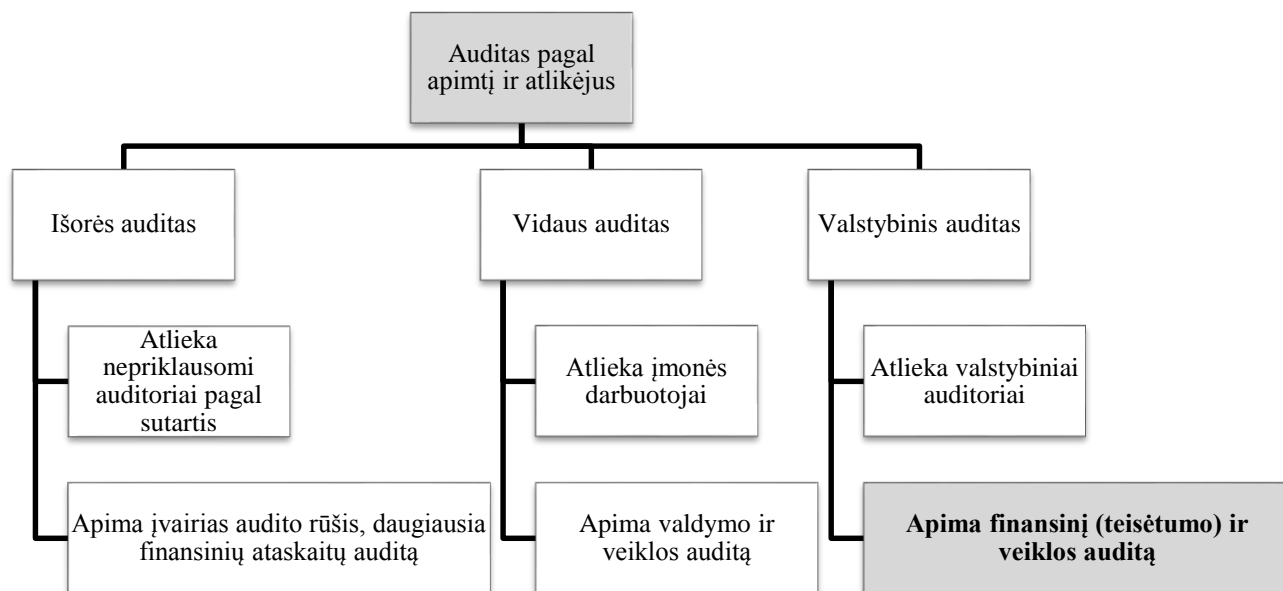 Auditas pagal
apimtį ir atlikėjus
Išorės auditas
Vidaus auditas
Valstybinis auditas
Atlieka
nepriklausomi
auditoriai pagal
sutartis
Atlieka įmonės
darbuotojai
Atlieka valstybiniai
auditoriai
Apima įvairias audito rūšis, daugiausia
finansinių ataskaitų auditą
Apima valdymo ir
veiklos auditą
Apima finansinį (teisėtumo) ir
veiklos auditą